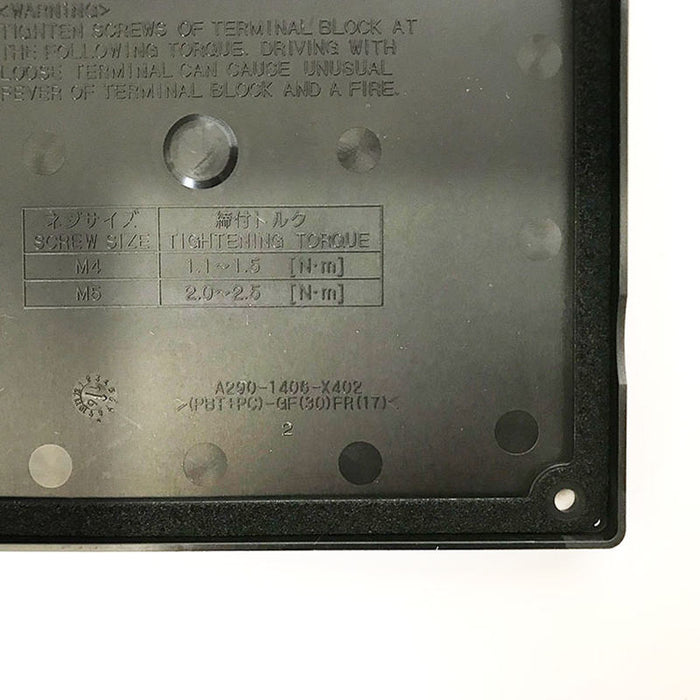 <WARNING>
TIGHTEN SCREWS OF TERMINAL BLOCK AT
THE FOLLOWING TORQUE. DRIVING WITH
LOOSE TERMINAL CAN CAUSE UNUSUAL
FEVER OF TERMINAL BLOCK AND A FIRE.
ネジサイズ 締付トルク
SCREW SIZE TIGHTENING TORQUE
M4 1.1~1.5 [N·m]
M5 2.0~2.5 [N·m]
A290-1406-X402
>(PBT+PC)-GF(30)FR(17)<
2